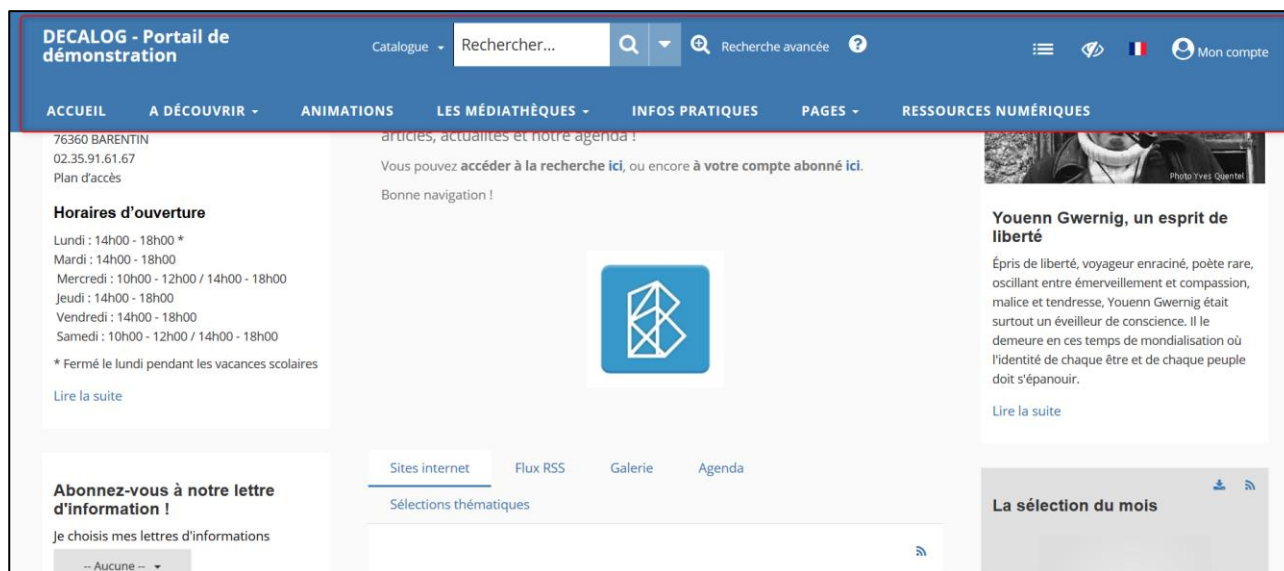 DECALOG - Portail de
démonstration
Catalogue
Rechercher...
Recherche avancée
Mon compte
ACCUEIL
A DÉCOUVRIR
ANIMATIONS
LES MÉDIATHÈQUES
INFOS PRATIQUES
PAGES
RESSOURCES NUMÉRIQUES
76360 BARENTIN
02.35.91.61.67
Plan d'accès
Horaires d'ouverture
Lundi : 14h00 - 18h00 *
Mardi : 14h00 - 18h00
Mercredi : 10h00 - 12h00 / 14h00 - 18h00
Jeudi : 14h00 - 18h00
Vendredi : 14h00 - 18h00
Samedi : 10h00 - 12h00 / 14h00 - 18h00
* Fermé le lundi pendant les vacances scolaires
Lire la suite
Abonnez-vous à notre lettre
d'information !
Je choisis mes lettres d'informations
-- Aucune --
articles, actualités et notre agenda !
Vous pouvez accéder à la recherche ici, ou encore à votre compte abonné ici.
Bonne navigation !
Sites internet
Flux RSS
Galerie
Agenda
Sélections thématiques
Photo Yves Quentel
Youenn Gwernig, un esprit de
liberté
Épris de liberté, voyageur enraciné, poète rare,
oscillant entre émerveillement et compassion,
malice et tendresse, Youenn Gwernig était
surtout un éveilleur de conscience. Il le
demeure en ces temps de mondialisation où
l'identité de chaque être et de chaque peuple
doit s'épanouir.
Lire la suite
La sélection du mois